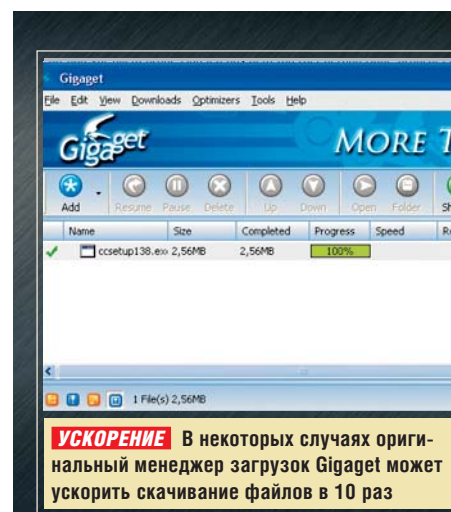 Gigaget
File Edit View Downloads Optimizers Tools Help
Gigaget MORE
Add Resume Pause Delete Up Down Open Folder
Name Size Completed Progress Speed
ccsetup138.exe 2,56MB 2,56MB 100%
1 File(s) 2,56MB
УСКОРЕНИЕ В некоторых случаях ориги-
нальный менеджер загрузок Gigaget может
ускорить скачивание файлов в 10 раз